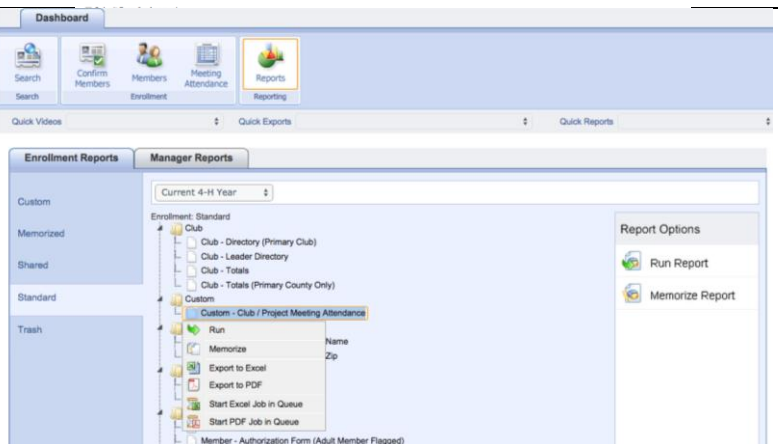 Dashboard
Search
Confirm Members
Members
Meeting Attendance
Reports
Search
Enrollment
Reporting
Quick Videos
Quick Exports
Quick Reports
Enrollment Reports
Manager Reports
Custom
Memorized
Shared
Standard
Trash
Current 4-H Year
Enrollment: Standard
Club
Club - Directory (Primary Club)
Club - Leader Directory
Club - Totals
Club - Totals (Primary County Only)
Custom
Custom - Club / Project Meeting Attendance
Run
Name
Memorize
Zip
Export to Excel
Export to PDF
Start Excel Job in Queue
Start PDF Job in Queue
Member - Authorization Form (Adult Member Flagged)
Report Options
Run Report
Memorize Report